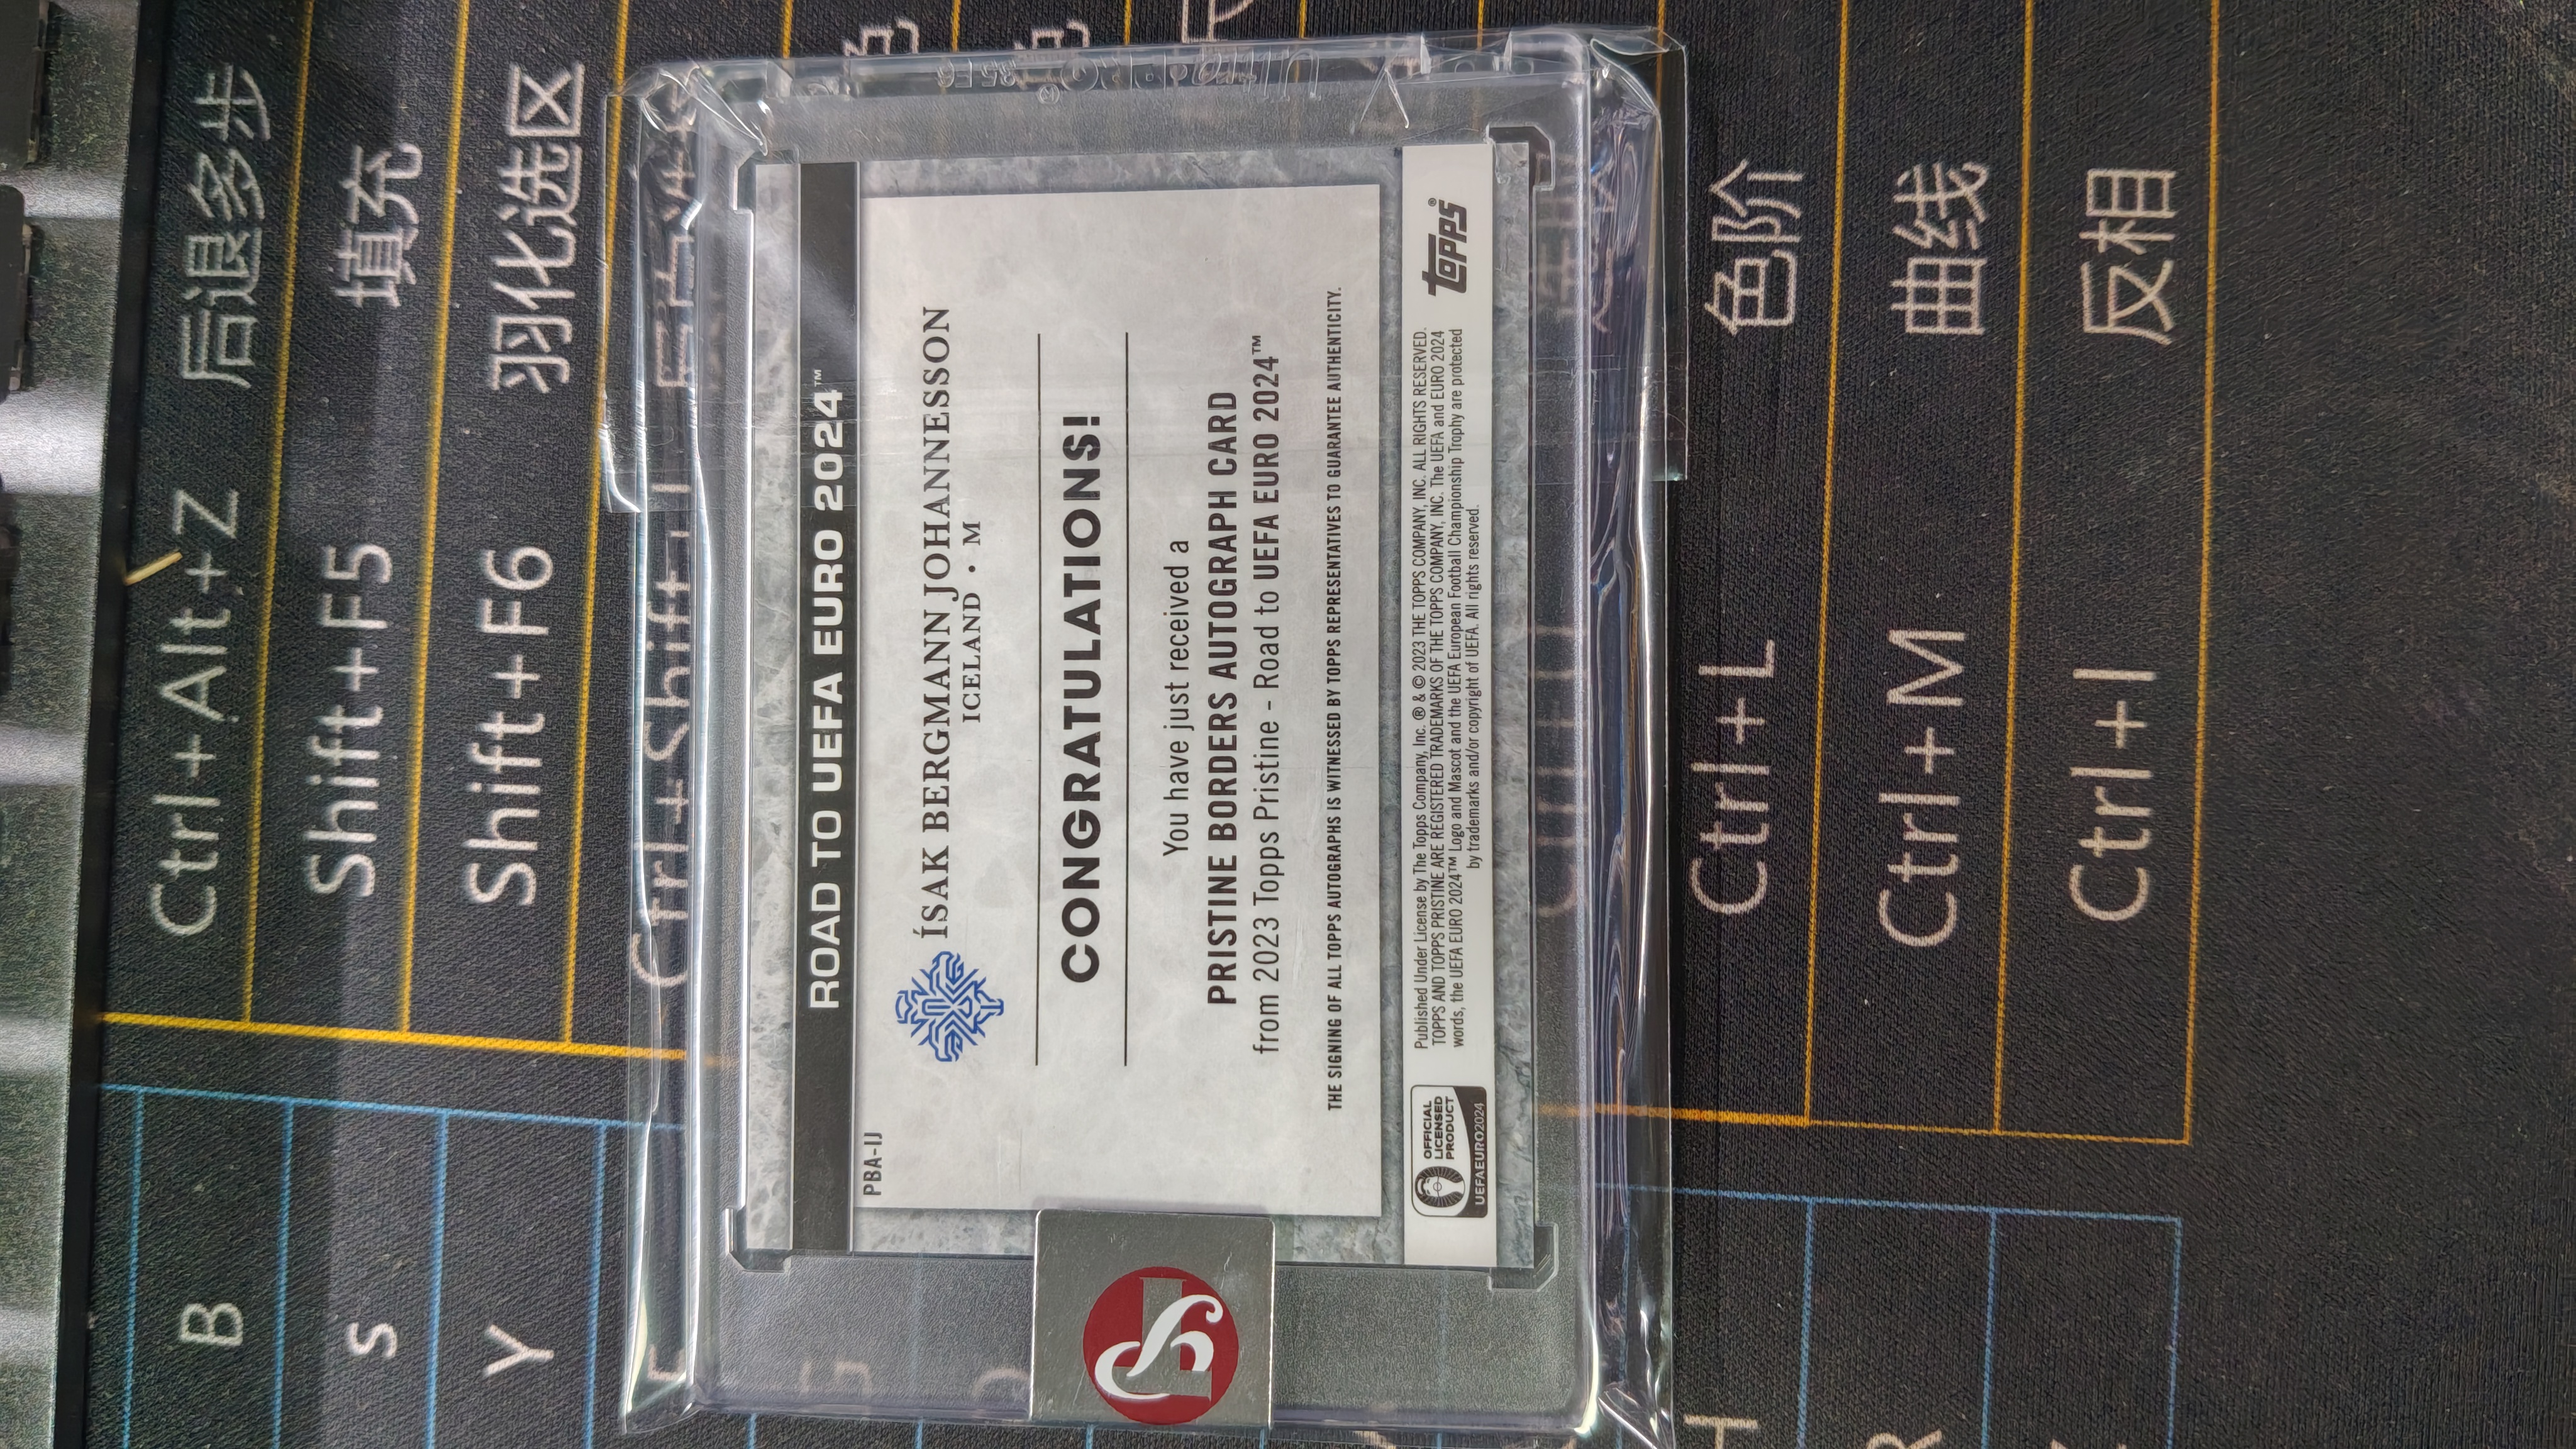 ROAD TO UEFA EURO 2024™
PBA-IJ
ÍSAK BERGMANN JOHANNESSON
ICELAND · M
CONGRATULATIONS!
You have just received a
PRISTINE BORDERS AUTOGRAPH CARD
from 2023 Topps Pristine - Road to UEFA EURO 2024™
THE SIGNING OF ALL TOPPS AUTOGRAPHS IS WITNESSED BY TOPPS REPRESENTATIVES TO GUARANTEE AUTHENTICITY.
OFFICIAL
LICENSED
PRODUCT
UEFAEURO2024
Published Under License by The Topps Company, Inc. ® & © 2023 THE TOPPS COMPANY, INC. ALL RIGHTS RESERVED.
TOPPS AND TOPPS PRISTINE ARE REGISTERED TRADEMARKS OF THE TOPPS COMPANY, INC. The UEFA and EURO 2024
words, the UEFA EURO 2024™ Logo and Mascot and the UEFA European Football Championship Trophy are protected
by trademarks and/or copyright of UEFA. All rights reserved.
topps®
Ultra·PRO®
B
Ctrl+Alt+Z 后退多步
S
Shift+F5 填充
Y
Shift+F6 羽化选区
Ctrl+Shift+I
Ctrl+L 色阶
Ctrl+M 曲线
Ctrl+I 反相
H
R